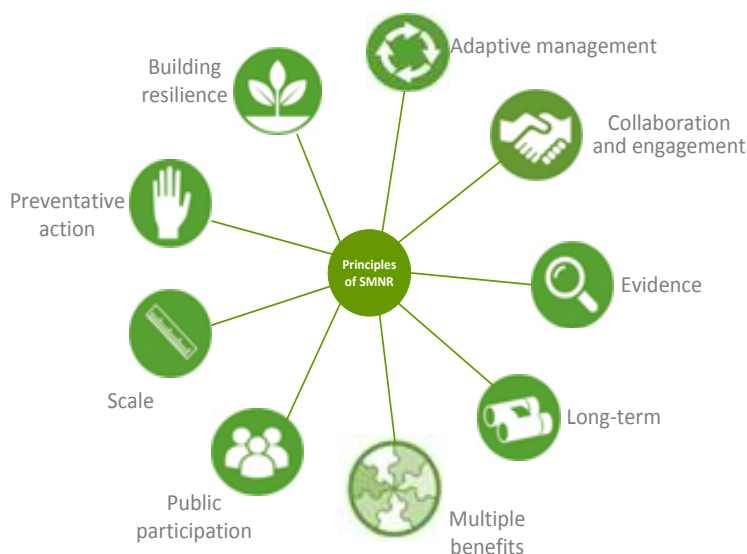 Adaptive management
Building
resilience
Collaboration
and engagement
Preventative
action
Principles
of SMNR
Evidence
Scale
Long-term
Public
participation
Multiple
benefits